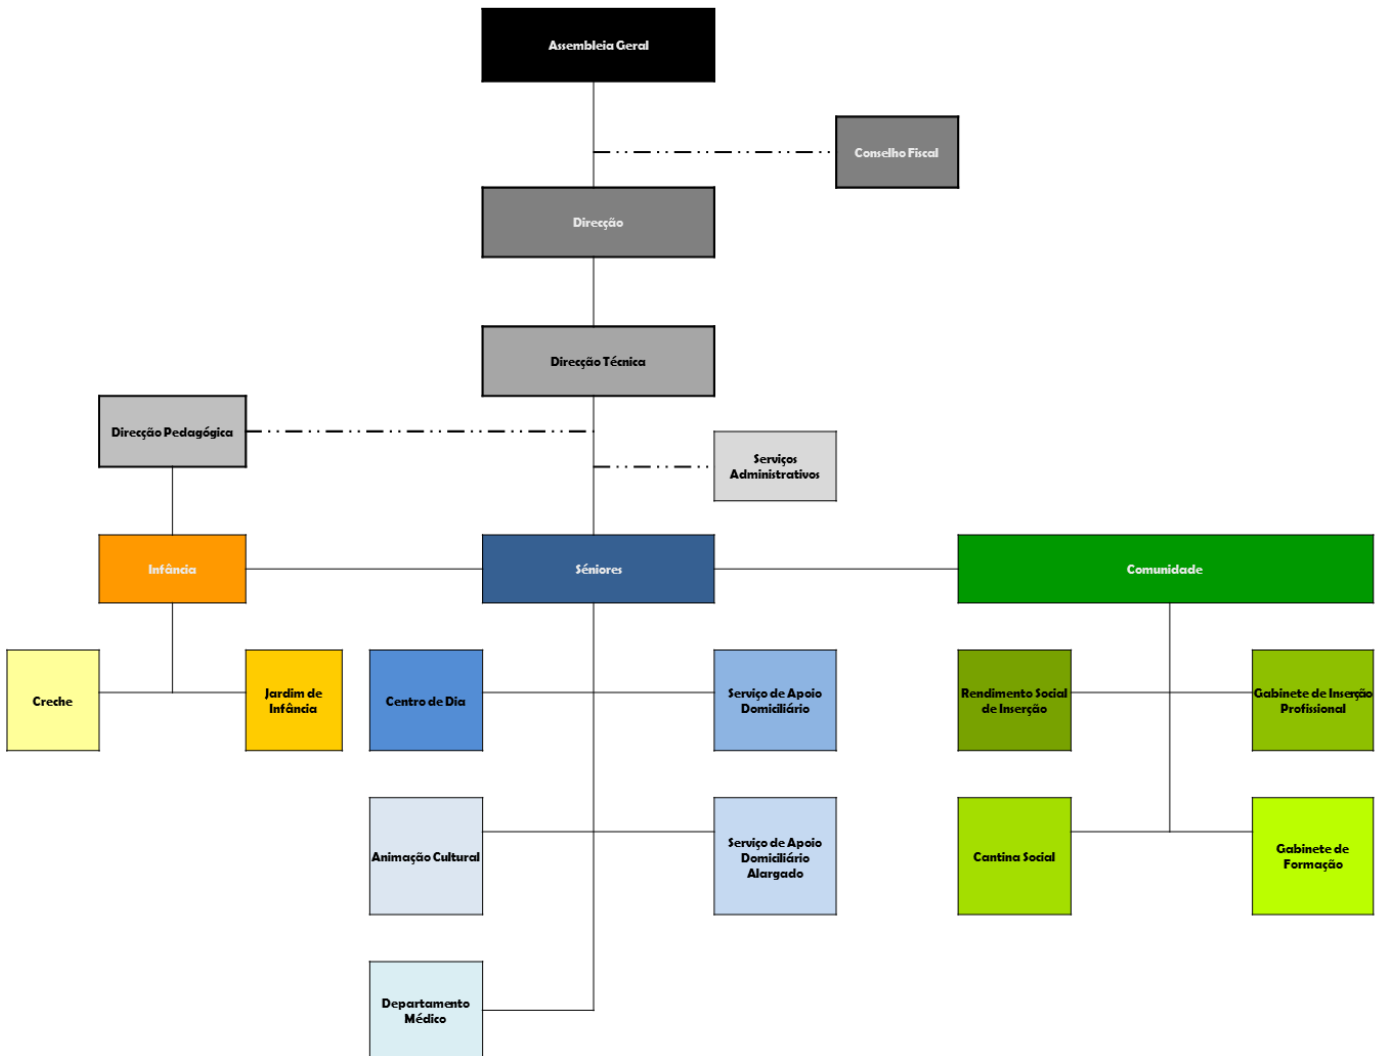 Assembleia Geral
Conselho Fiscal
Direcção
Direcção Técnica
Direcção Pedagógica
Serviços
Administrativos
Infância
Séniores
Comunidade
Creche
Jardim de
Infância
Centro de Dia
Serviço de Apoio
Domiciliário
Rendimento Social
de Inserção
Gabinete de Inserção
Profissional
Animação Cultural
Serviço de Apoio
Domiciliário
Alargado
Cantina Social
Gabinete de
Formação
Departamento
Médico